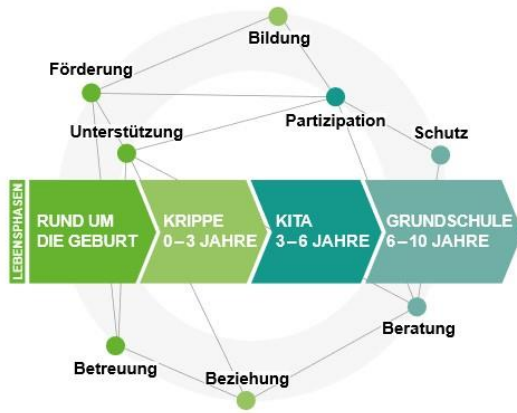 Bildung
Förderung
Unterstützung
Partizipation
Schutz
LEBENSPHASEN
RUND UM
DIE GEBURT
KRIPPE
0–3 JAHRE
KITA
3–6 JAHRE
GRUNDSCHULE
6–10 JAHRE
Beratung
Betreuung
Beziehung